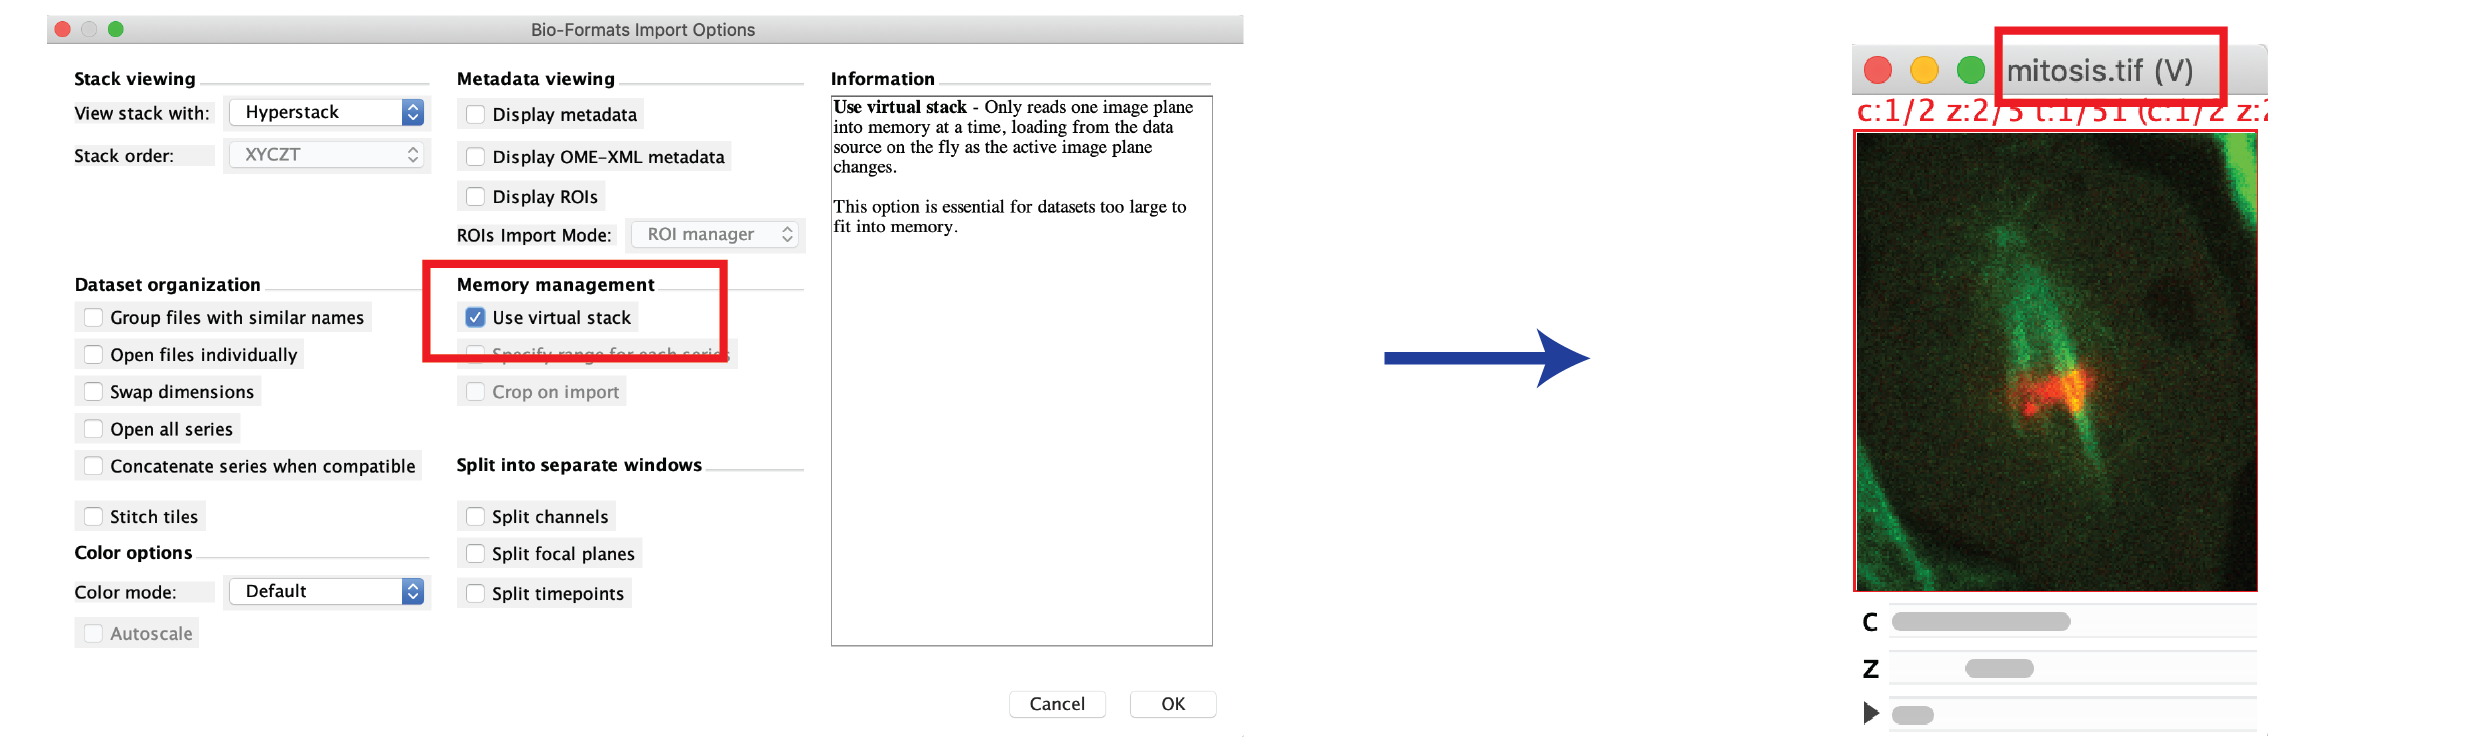 Bio-Formats Import Options
Stack viewing
View stack with: Hyperstack
Stack order: XYCZT
Metadata viewing
Display metadata
Display OME-XML metadata
Display ROIs
ROIs Import Mode: ROI manager
Information
Use virtual stack - Only reads one image plane
into memory at a time, loading from the data
source on the fly as the active image plane
changes.
This option is essential for datasets too large to
fit into memory.
Dataset organization
Group files with similar names
Open files individually
Swap dimensions
Open all series
Concatenate series when compatible
Stitch tiles
Color options
Color mode: Default
Autoscale
Memory management
Use virtual stack
Specify range for each series
Crop on import
Split into separate windows
Split channels
Split focal planes
Split timepoints
Cancel OK
mitosis.tif (V)
c:1/2 z:2/5 t:1/51 (c:1/2 z:2
C
Z